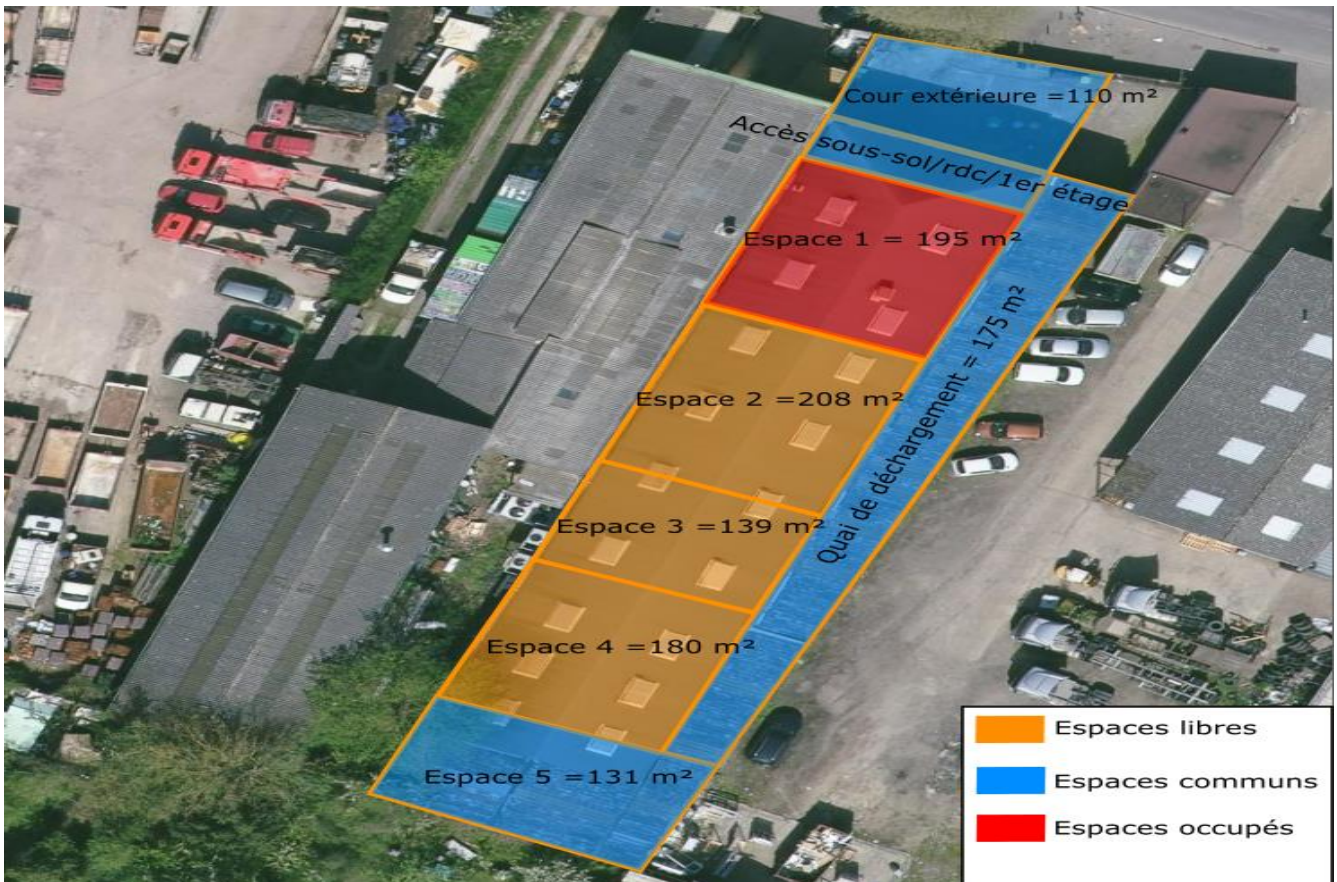 Cour extérieure =110 m²
Accès sous-sol/rdc/1er étage
Espace 1 = 195 m²
Quai de déchargement = 175 m²
Espace 2 =208 m²
Espace 3 =139 m²
Espace 4 =180 m²
Espace 5 =131 m²
Espaces libres
Espaces communs
Espaces occupés